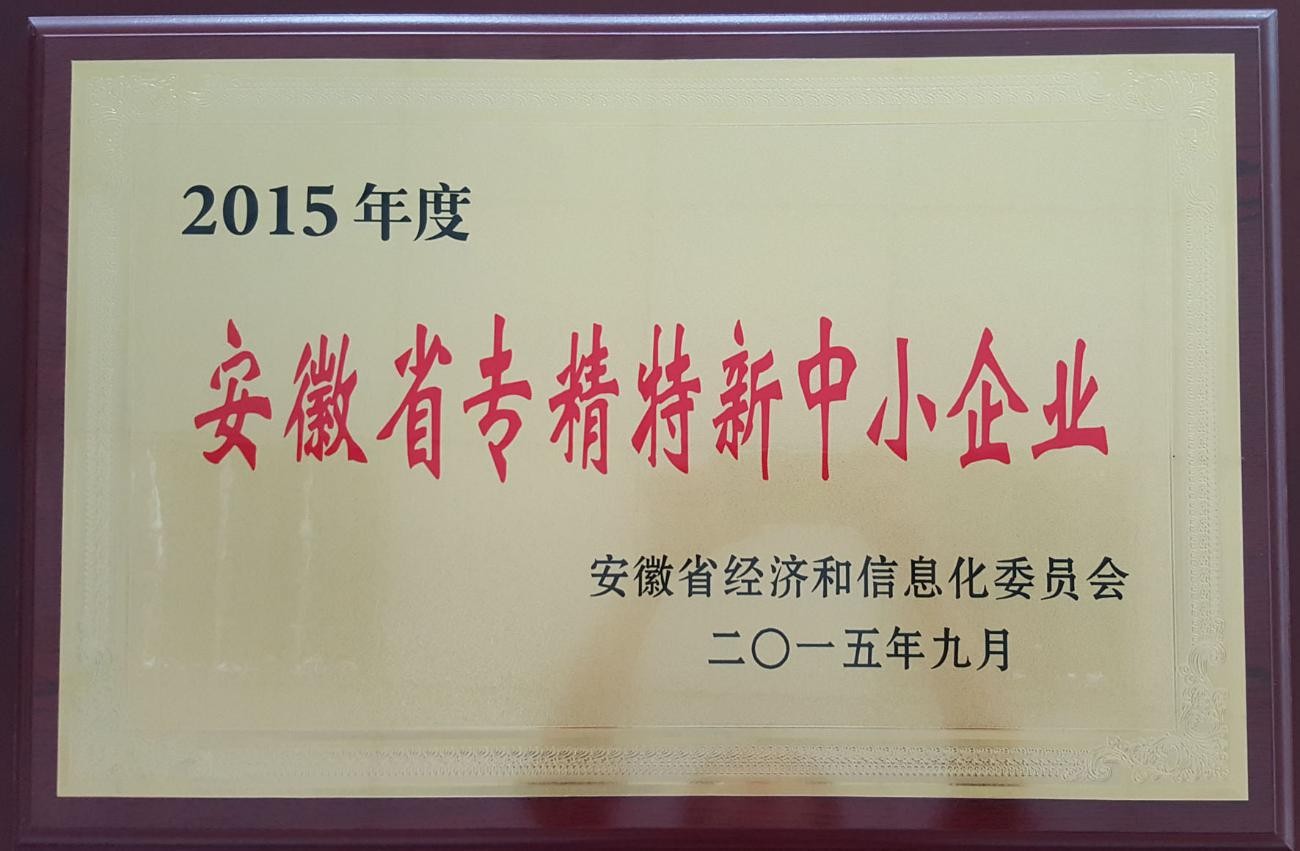 2015年度
安徽省专精特新中小企业
安徽省经济和信息化委员会
二〇一五年九月